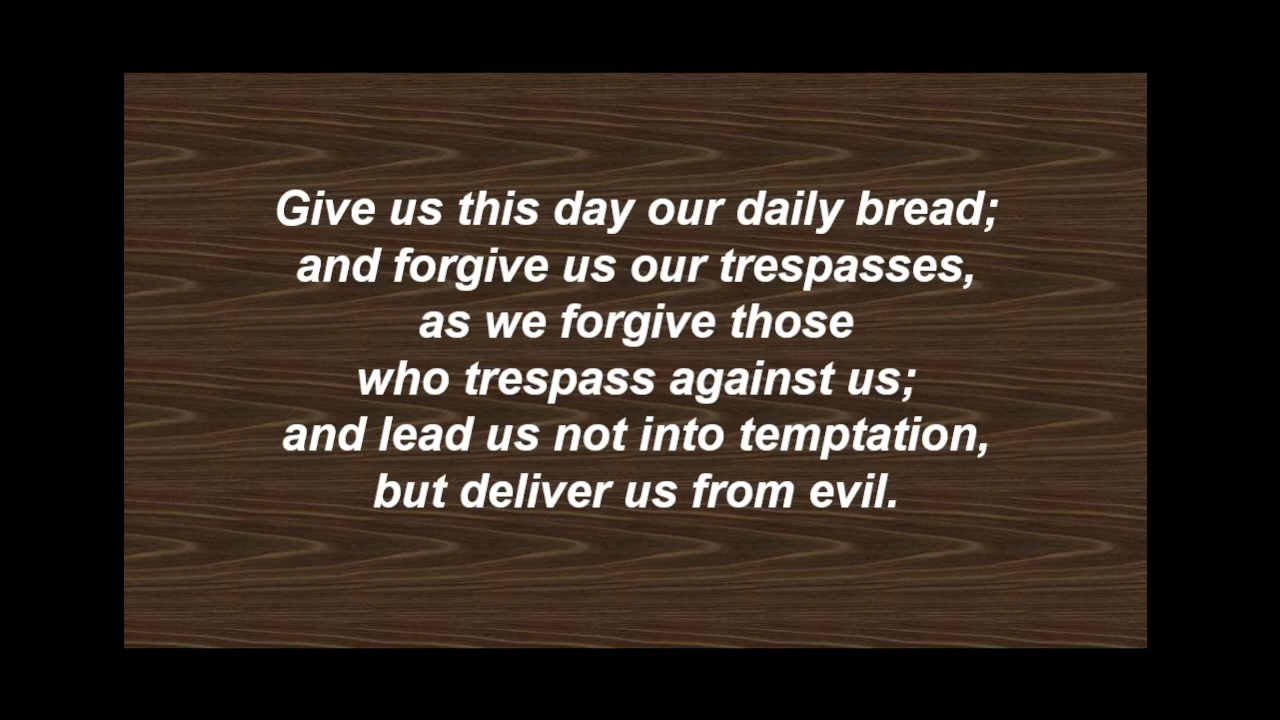 Give us this day our daily bread;
and forgive us our trespasses,
as we forgive those
who trespass against us;
and lead us not into temptation,
but deliver us from evil.